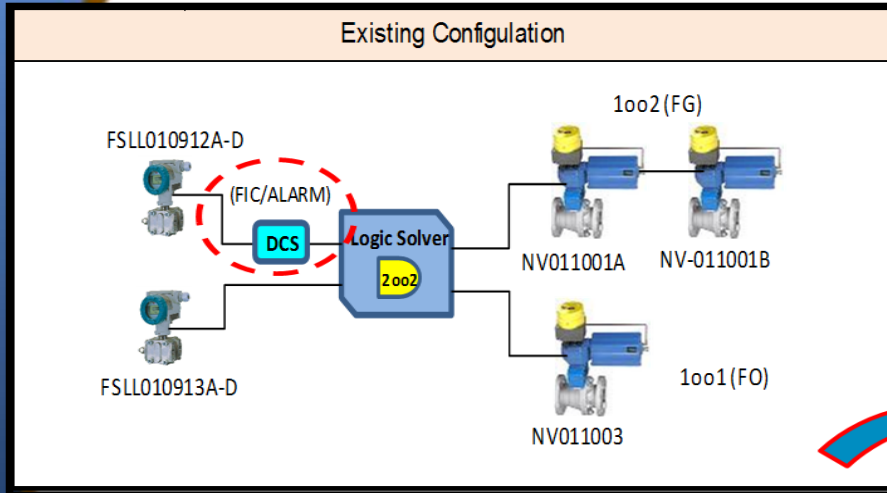 Existing Configulation
1oo2 (FG)
FSLL010912A-D
(FIC/ALARM)
DCS
Logic Solver
2oo2
NV011001A
NV-011001B
FSLL010913A-D
1oo1 (FO)
NV011003